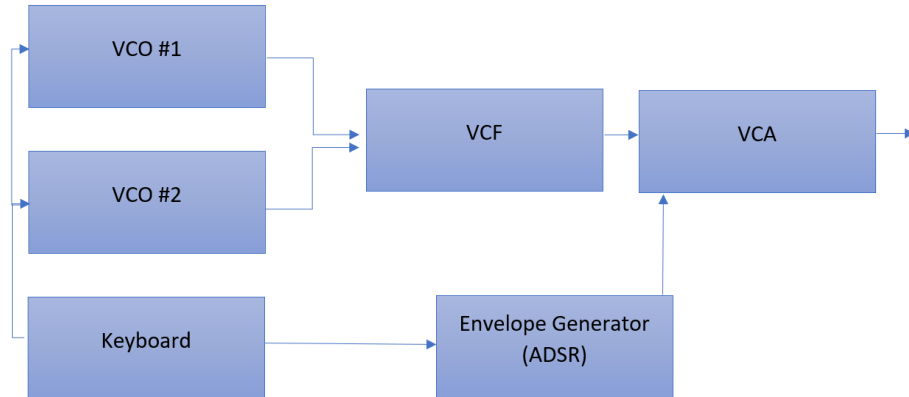 VCO #1
VCF
VCA
VCO #2
Keyboard
Envelope Generator
(ADSR)